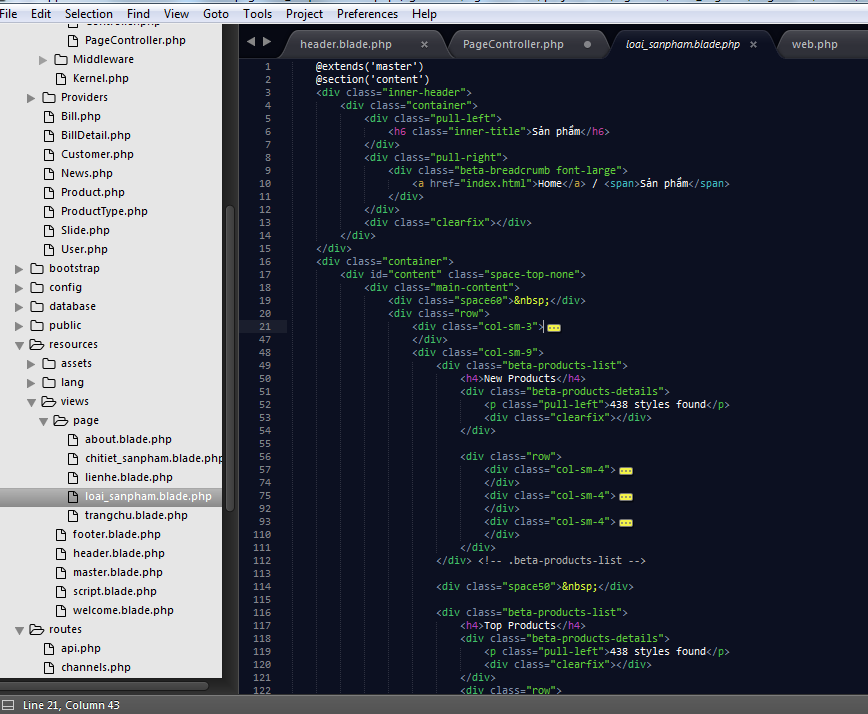 File Edit Selection Find View Goto Tools Project Preferences Help
PageController.php
Middleware
Kernel.php
Providers
Bill.php
BillDetail.php
Customer.php
News.php
Product.php
ProductType.php
Slide.php
User.php
bootstrap
config
database
public
resources
assets
lang
views
page
about.blade.php
chitiet_sanpham.blade.php
lienhe.blade.php
loai_sanpham.blade.php
trangchu.blade.php
footer.blade.php
header.blade.php
master.blade.php
script.blade.php
welcome.blade.php
routes
api.php
channels.php
header.blade.php × PageController.php loai_sanpham.blade.php × web.php
1 @extends('master')
2 @section('content')
3 <div class="inner-header">
4 <div class="container">
5 <div class="pull-left">
6 <h6 class="inner-title">Sản phẩm</h6>
7 </div>
8 <div class="pull-right">
9 <div class="beta-breadcrumb font-large">
10 <a href="index.html">Home</a> / <span>Sản phẩm</span>
11 </div>
12 </div>
13 <div class="clearfix"></div>
14 </div>
15 </div>
16 <div class="container">
17 <div id="content" class="space-top-none">
18 <div class="main-content">
19 <div class="space60">&nbsp;</div>
20 <div class="row">
21 <div class="col-sm-3">
47 </div>
48 <div class="col-sm-9">
49 <div class="beta-products-list">
50 <h4>New Products</h4>
51 <div class="beta-products-details">
52 <p class="pull-left">438 styles found</p>
53 <div class="clearfix"></div>
54 </div>
55
56 <div class="row">
57 <div class="col-sm-4">
74 </div>
75 <div class="col-sm-4">
92 </div>
93 <div class="col-sm-4">
110 </div>
111 </div>
112 </div> <!-- .beta-products-list -->
113
114 <div class="space50">&nbsp;</div>
115
116 <div class="beta-products-list">
117 <h4>Top Products</h4>
118 <div class="beta-products-details">
119 <p class="pull-left">438 styles found</p>
120 <div class="clearfix"></div>
121 </div>
122 <div class="row">
Line 21, Column 43